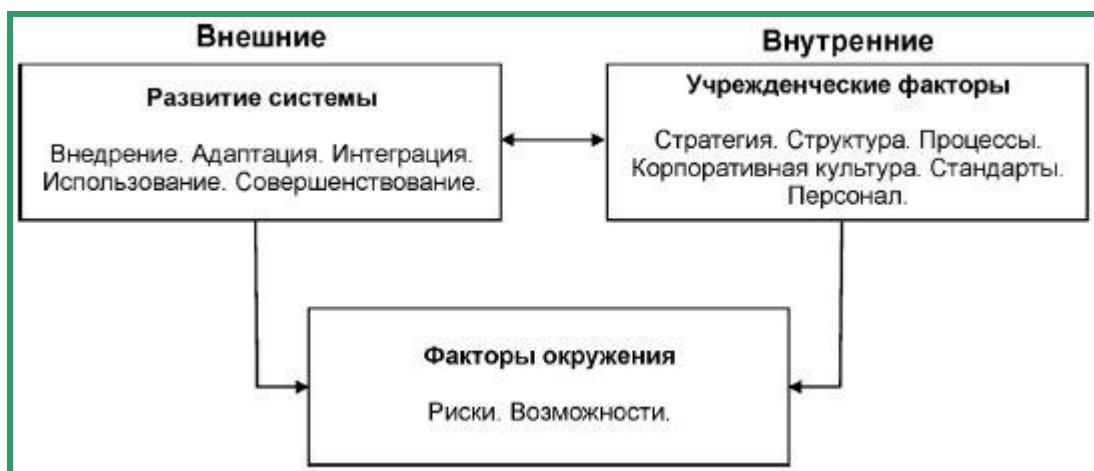 Внешние
Развитие системы
Внедрение. Адаптация. Интеграция.
Использование. Совершенствование.
Внутренние
Учрежденческие факторы
Стратегия. Структура. Процессы.
Корпоративная культура. Стандарты.
Персонал.
Факторы окружения
Риски. Возможности.